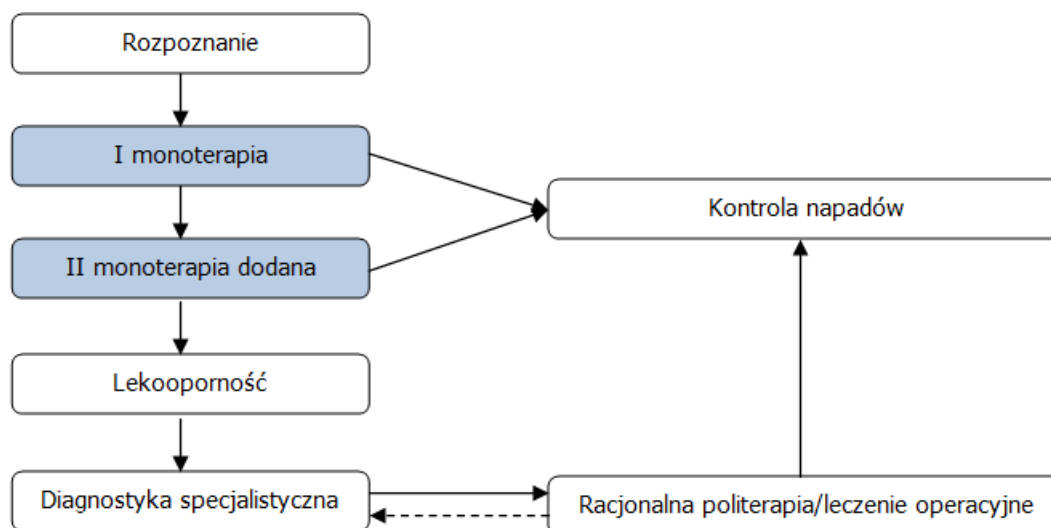 Rozpoznanie
I monoterapia
Kontrola napadów
II monoterapia dodana
Lekooporność
Diagnostyka specjalistyczna
Racjonalna politerapia/leczenie operacyjne